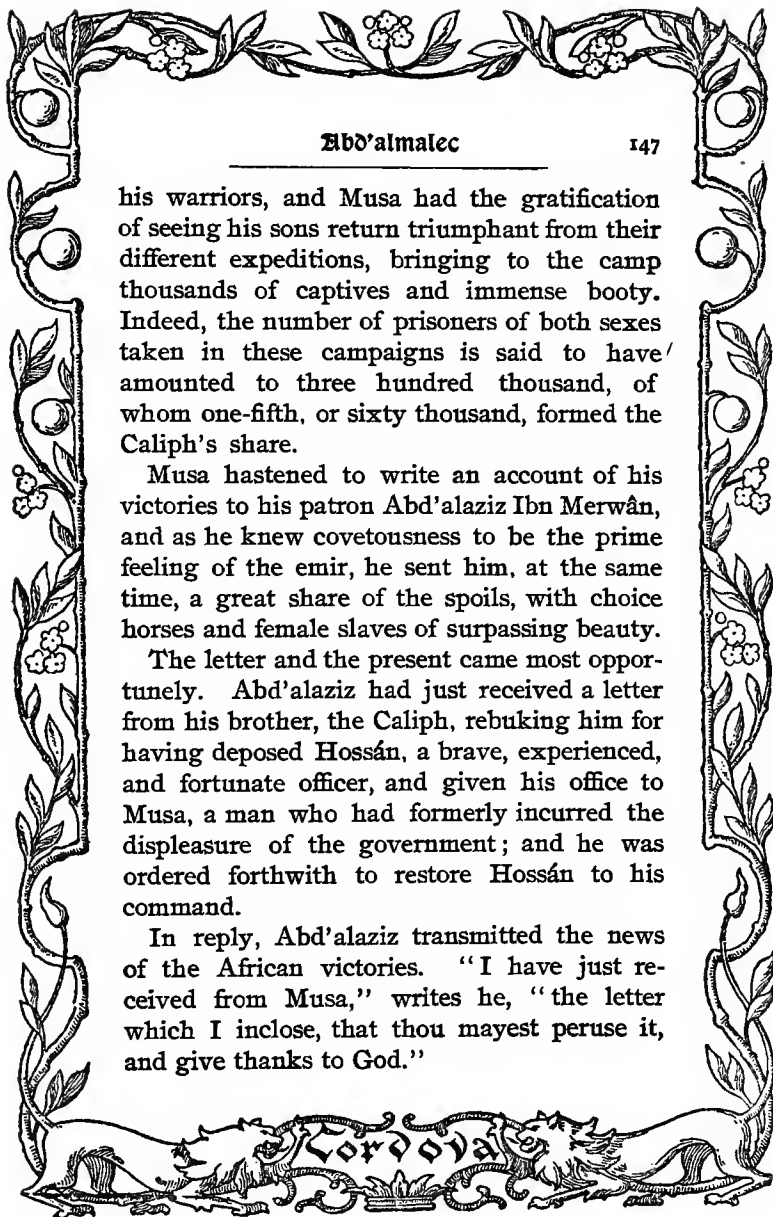 Abd'almalec 147
his warriors, and Musa had the gratification
of seeing his sons return triumphant from their
different expeditions, bringing to the camp
thousands of captives and immense booty.
Indeed, the number of prisoners of both sexes
taken in these campaigns is said to have
amounted to three hundred thousand, of
whom one-fifth, or sixty thousand, formed the
Caliph's share.
Musa hastened to write an account of his
victories to his patron Abd'alaziz Ibn Merwân,
and as he knew covetousness to be the prime
feeling of the emir, he sent him, at the same
time, a great share of the spoils, with choice
horses and female slaves of surpassing beauty.
The letter and the present came most oppor-
tunely. Abd'alaziz had just received a letter
from his brother, the Caliph, rebuking him for
having deposed Hossán, a brave, experienced,
and fortunate officer, and given his office to
Musa, a man who had formerly incurred the
displeasure of the government; and he was
ordered forthwith to restore Hossán to his
command.
In reply, Abd'alaziz transmitted the news
of the African victories. "I have just re-
ceived from Musa," writes he, "the letter
which I inclose, that thou mayest peruse it,
and give thanks to God."
Cordova